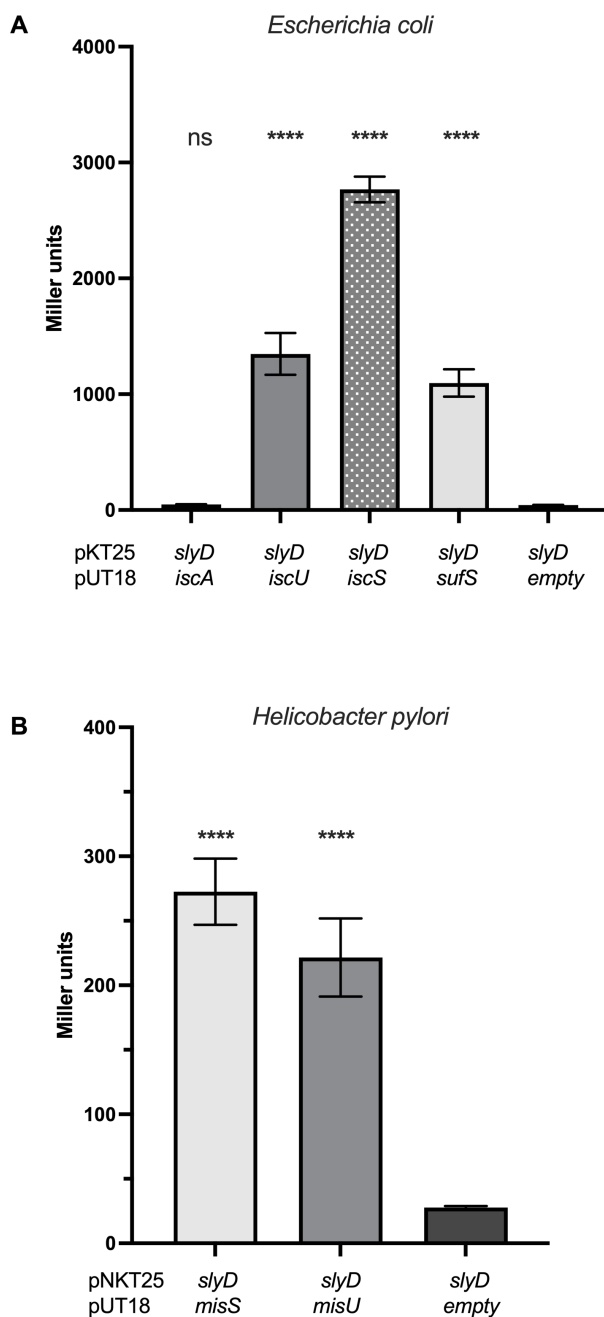 A
Escherichia coli
4000
3000
2000
1000
0
Miller units
ns **** **** ****
pKT25 slyD slyD slyD slyD slyD
pUT18 iscA iscU iscS sufS empty
B
Helicobacter pylori
400
300
200
100
0
Miller units
**** ****
pNKT25 slyD slyD slyD
pUT18 misS misU empty